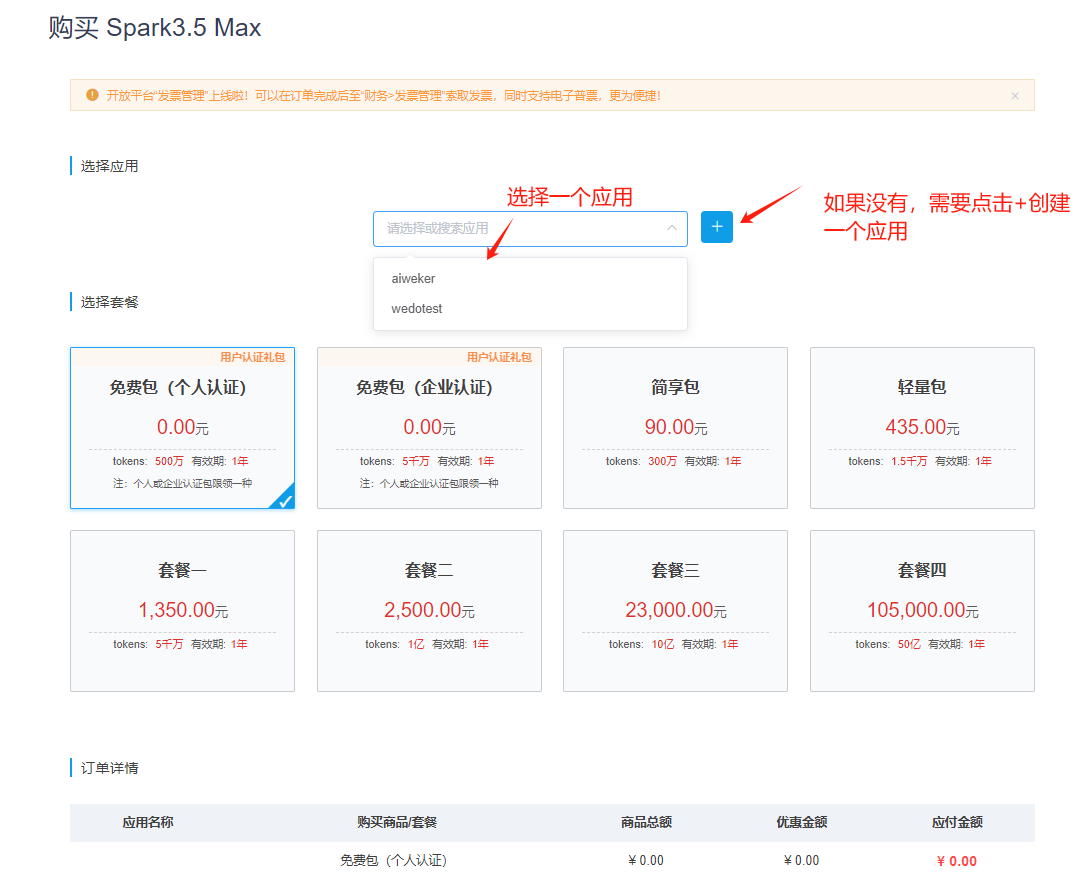 购买 Spark3.5 Max
开放平台“发票管理”上线啦！可以在订单完成后至“财务>发票管理”索取发票，同时支持电子普票，更为便捷！
选择应用
选择一个应用
如果没有，需要点击+创建
一个应用
请选择或搜索应用
aiweker
wedotest
选择套餐
用户认证礼包
免费包（个人认证）
0.00元
tokens: 500万 有效期: 1年
注：个人或企业认证包限领一种
用户认证礼包
免费包（企业认证）
0.00元
tokens: 5千万 有效期: 1年
注：个人或企业认证包限领一种
简享包
90.00元
tokens: 300万 有效期: 1年
轻量包
435.00元
tokens: 1.5千万 有效期: 1年
套餐一
1,350.00元
tokens: 5千万 有效期: 1年
套餐二
2,500.00元
tokens: 1亿 有效期: 1年
套餐三
23,000.00元
tokens: 10亿 有效期: 1年
套餐四
105,000.00元
tokens: 50亿 有效期: 1年
订单详情
应用名称 购买商品/套餐 商品总额 优惠金额 应付金额
免费包（个人认证） ¥ 0.00 ¥ 0.00 ¥ 0.00